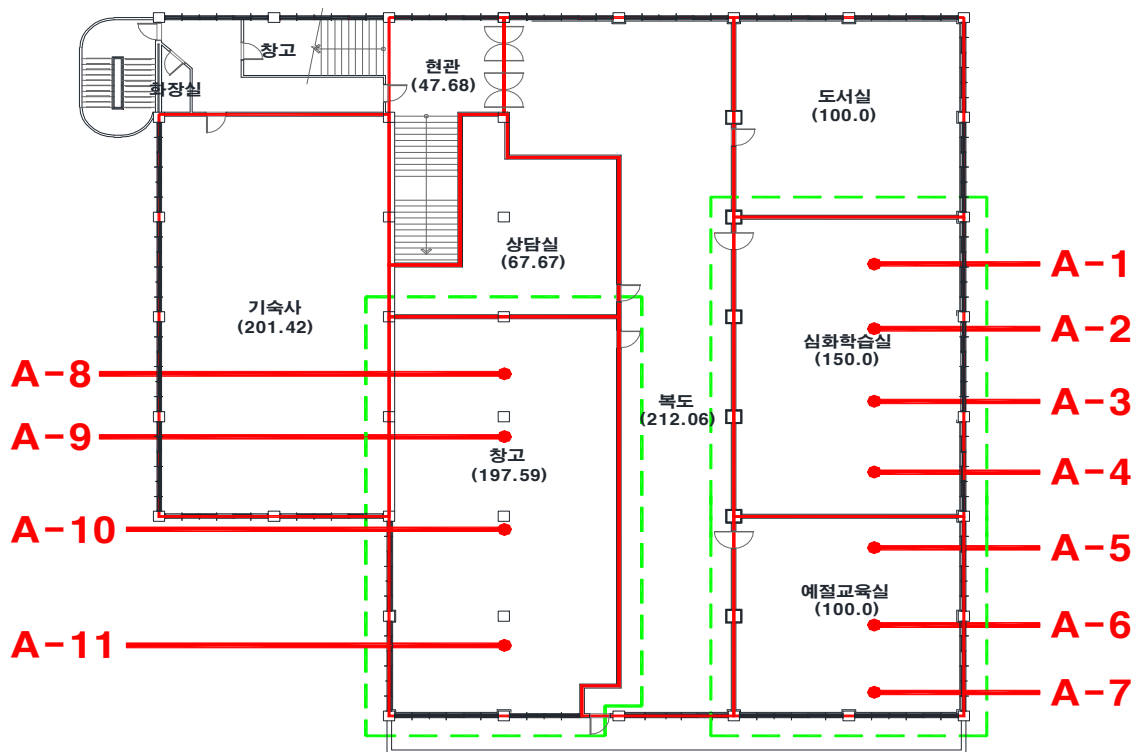 창고
현관
(47.68)
화장실
도서실
(100.0)
상담실
(67.67)
A-1
기숙사
(201.42)
A-2
심화학습실
(150.0)
A-8
A-3
복도
(212.06)
A-9
창고
(197.59)
A-4
A-10
A-5
예절교육실
(100.0)
A-6
A-11
A-7